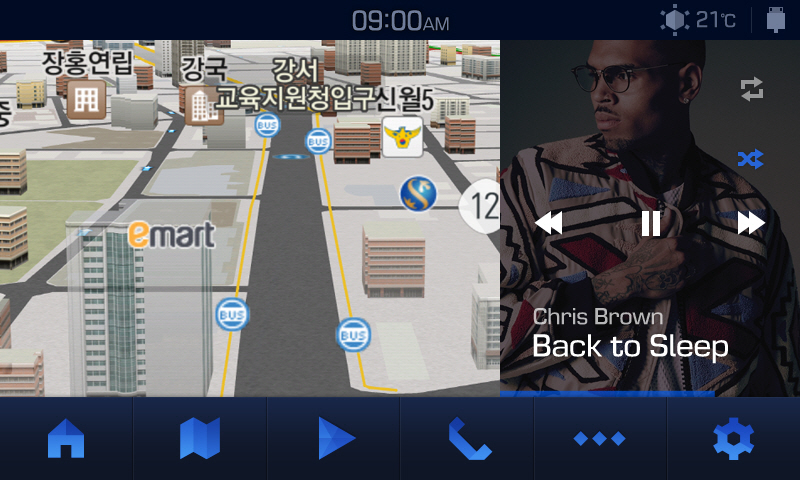 09:00AM
21°C
장홍연립
강국
강서
교육지원청입구
신월5
중
BUS
BUS
12
emart
BUS
BUS
Chris Brown
Back to Sleep